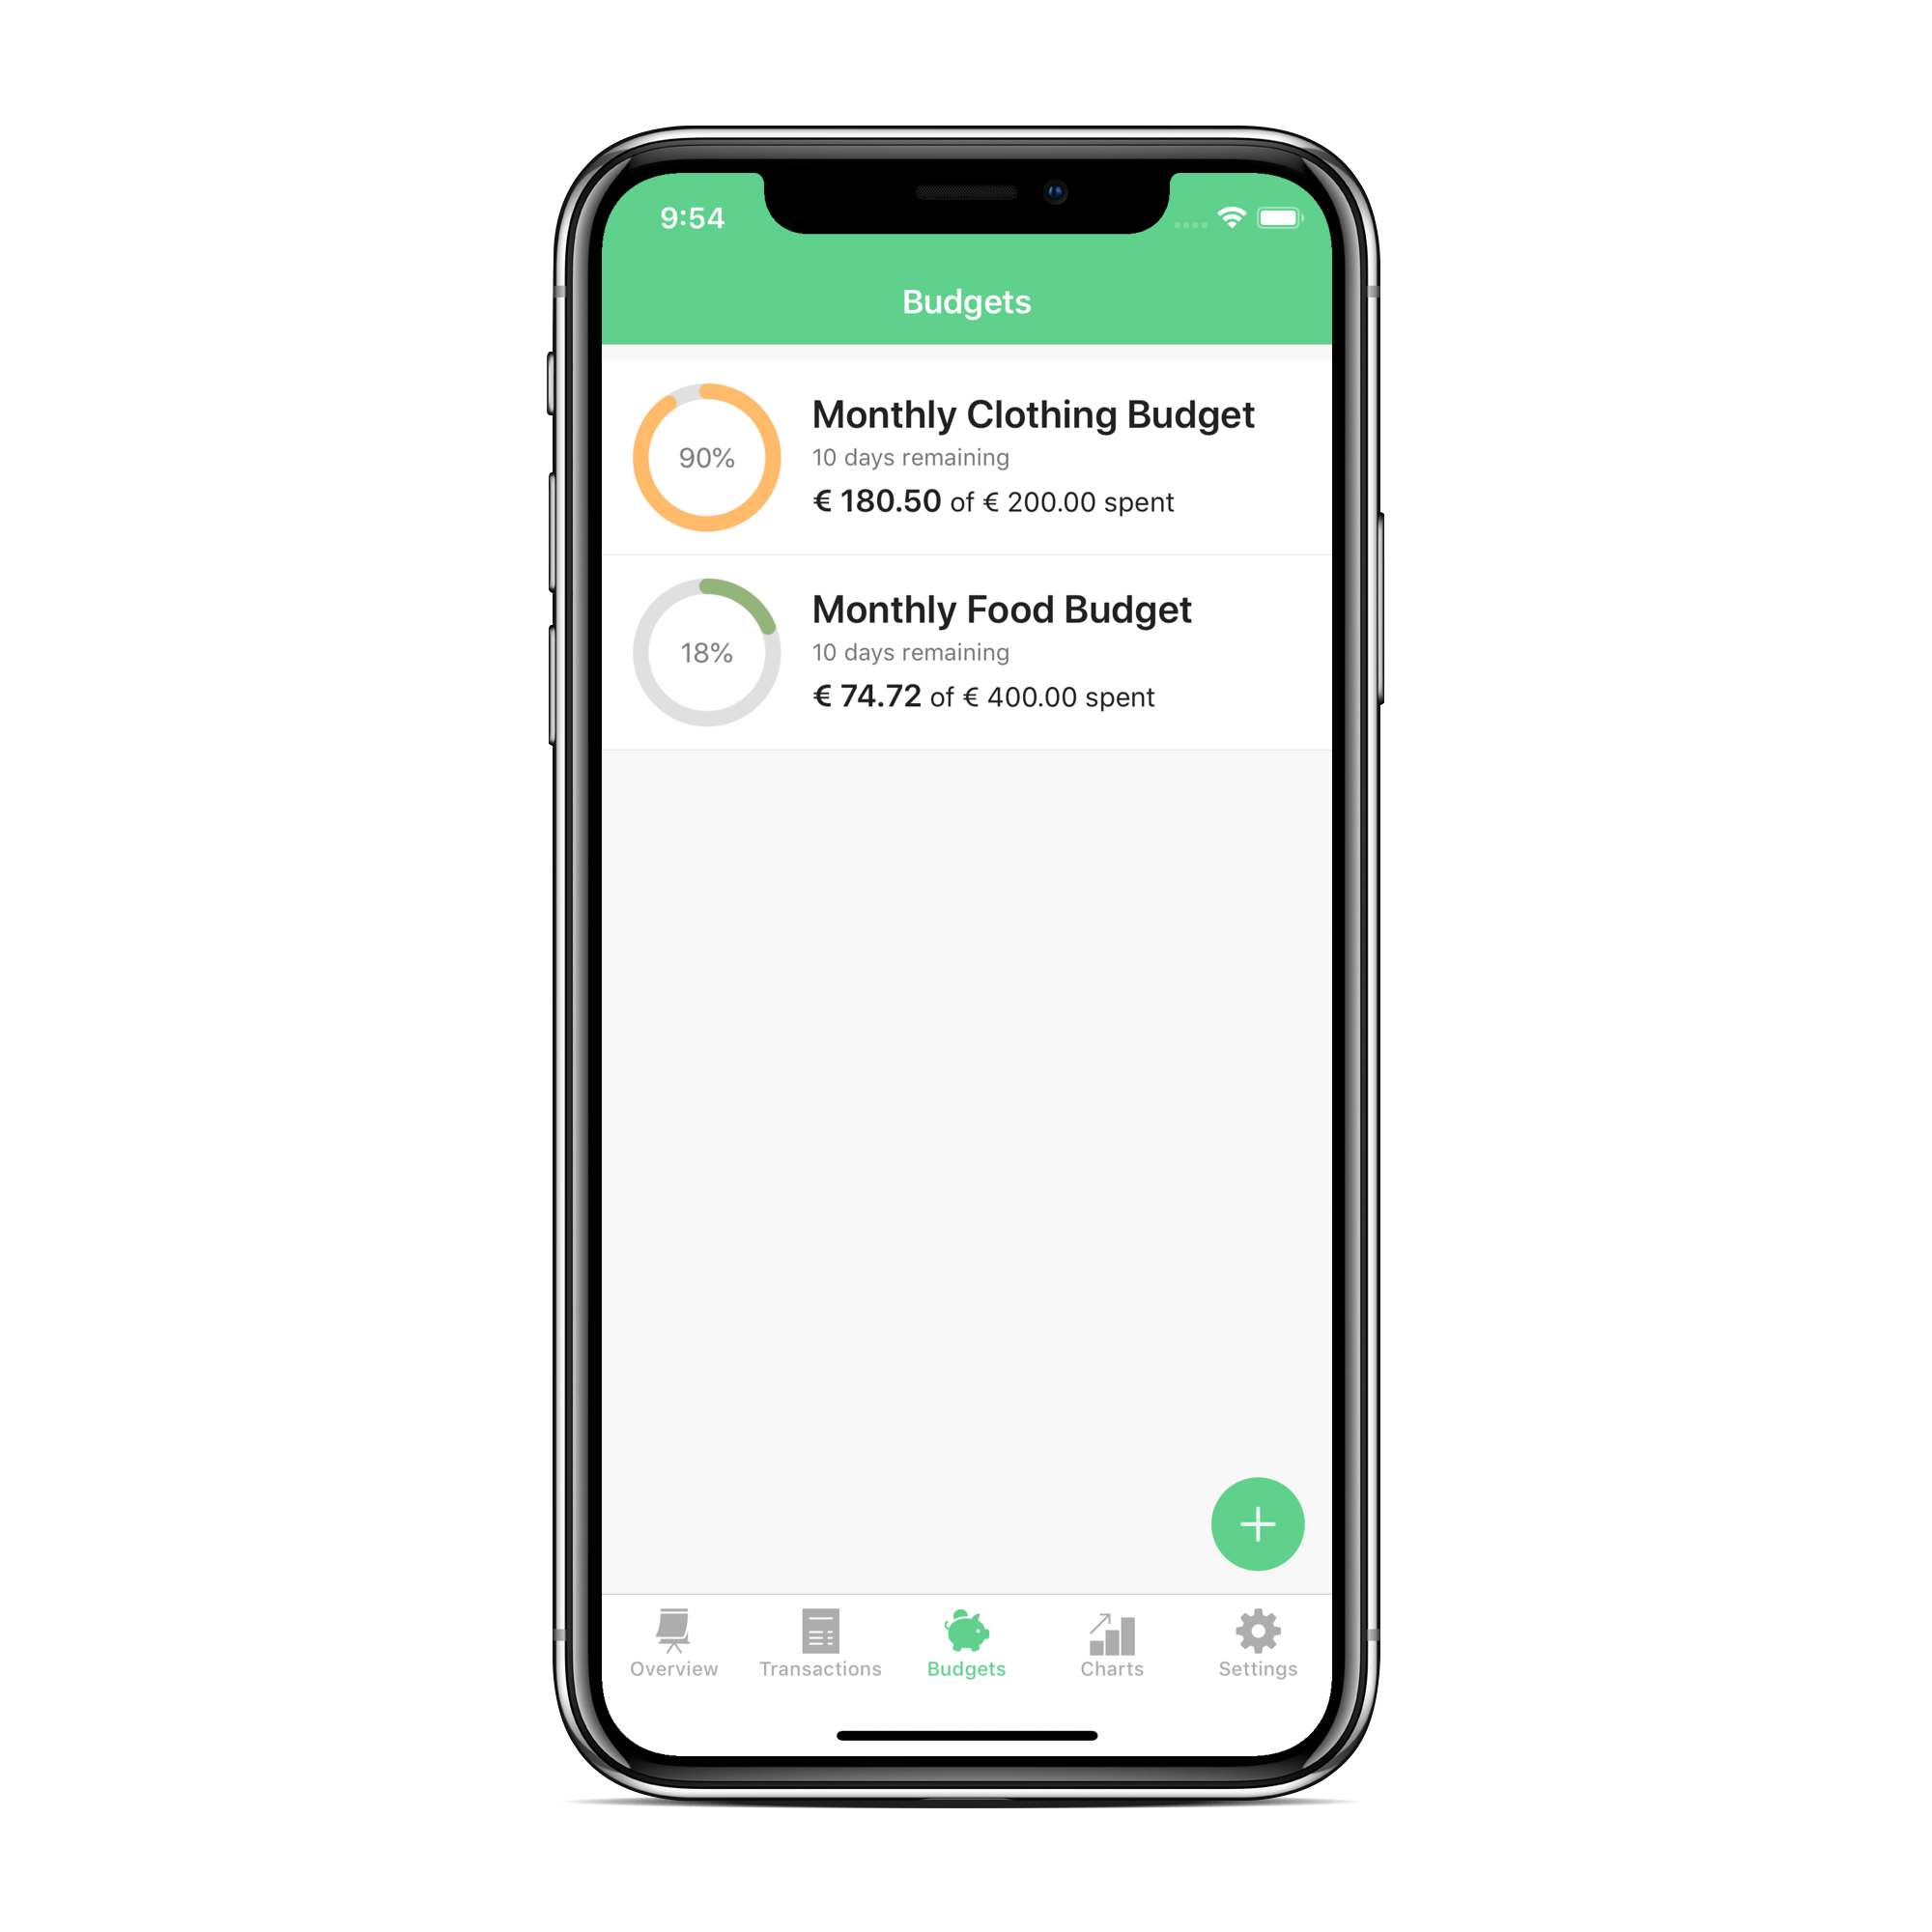 9:54
Budgets
90%
Monthly Clothing Budget
10 days remaining
€ 180.50 of € 200.00 spent
18%
Monthly Food Budget
10 days remaining
€ 74.72 of € 400.00 spent
Overview
Transactions
Budgets
Charts
Settings